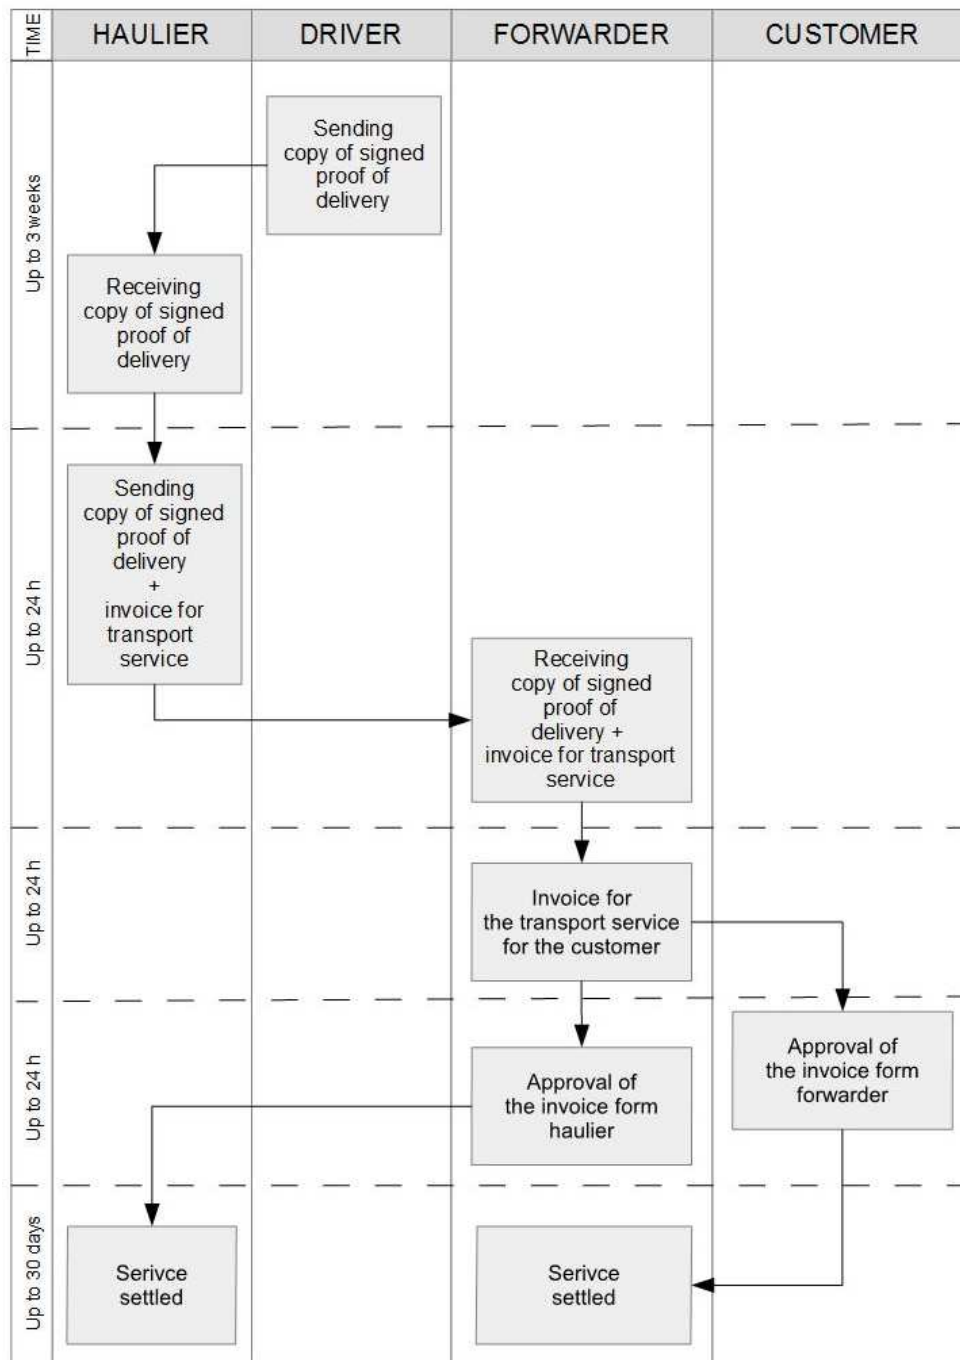 TIME
HAULIER
DRIVER
FORWARDER
CUSTOMER
Up to 3 weeks
Sending
copy of signed
proof of
delivery
Receiving
copy of signed
proof of
delivery
Up to 24 h
Sending
copy of signed
proof of
delivery
+
invoice for
transport
service
Receiving
copy of signed
proof of
delivery +
invoice for transport
service
Up to 24 h
Invoice for
the transport service
for the customer
Up to 24 h
Approval of
the invoice form
haulier
Approval of
the invoice form
forwarder
Up to 30 days
Serivce
settled
Serivce
settled